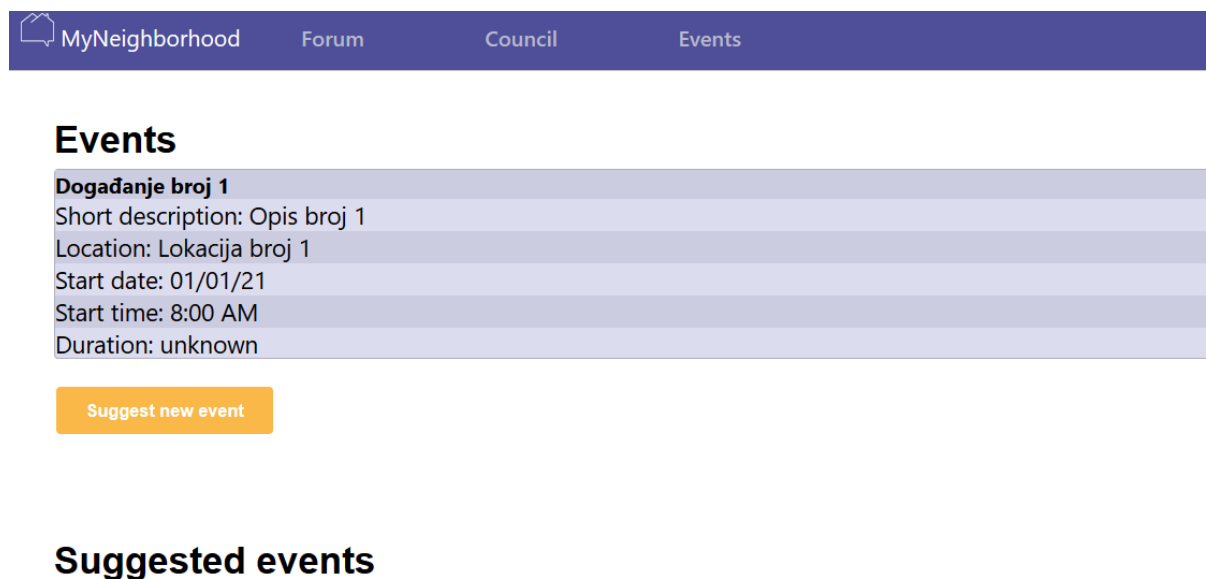 MyNeighborhood Forum Council Events
Events
Događanje broj 1
Short description: Opis broj 1
Location: Lokacija broj 1
Start date: 01/01/21
Start time: 8:00 AM
Duration: unknown
Suggest new event
Suggested events